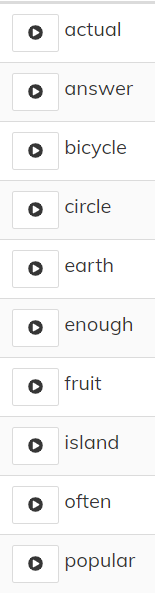 actual
answer
bicycle
circle
earth
enough
fruit
island
often
popular